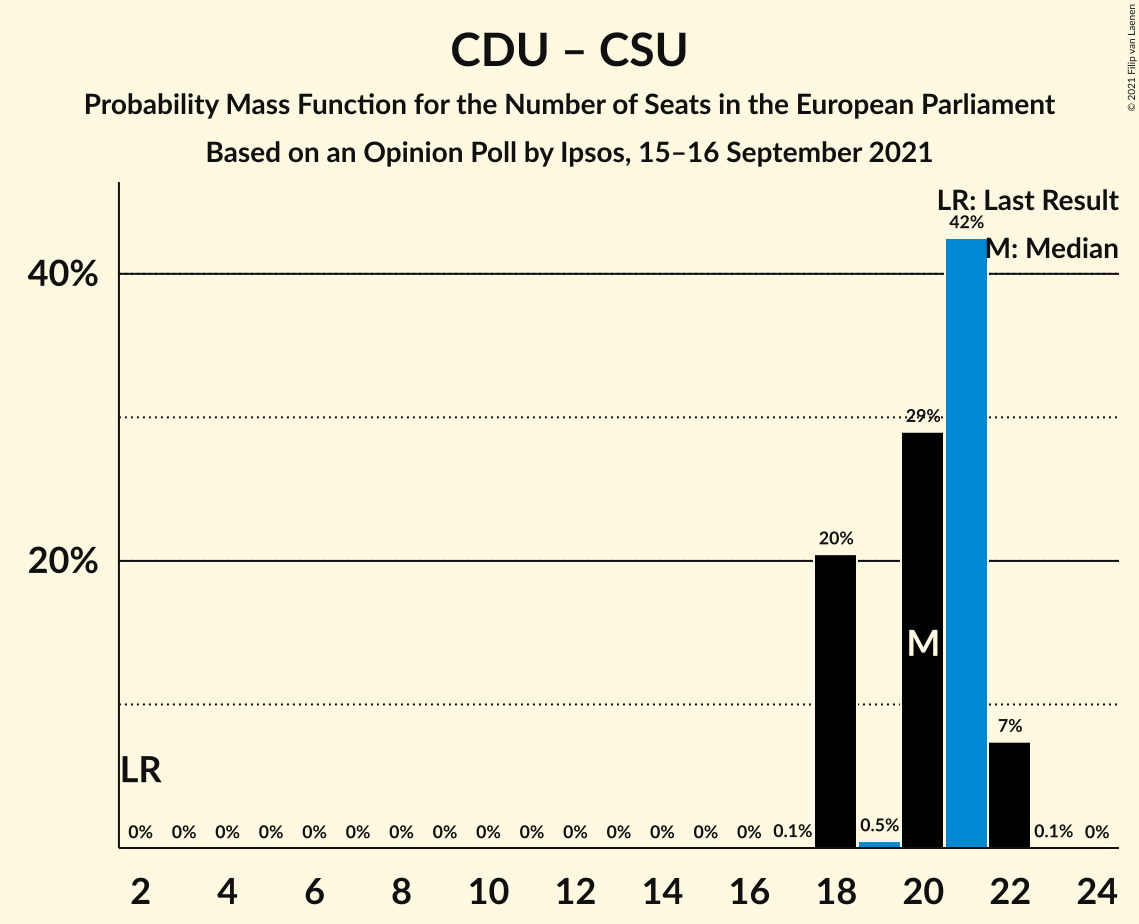 CDU – CSU
Probability Mass Function for the Number of Seats in the European Parliament
Based on an Opinion Poll by Ipsos, 15–16 September 2021
© 2021 Filip van Laenen
LR: Last Result
M: Median
40%
20%
42%
29%
20%
M
7%
LR
0% 0% 0% 0% 0% 0% 0% 0% 0% 0% 0% 0% 0% 0% 0% 0.1% 0.5% 0.1% 0%
2 4 6 8 10 12 14 16 18 20 22 24